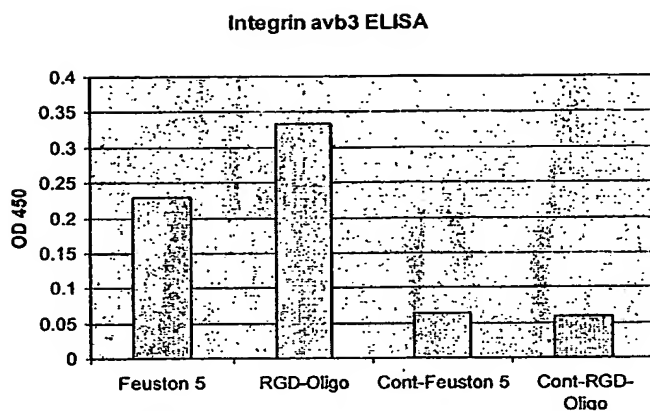 Integrin avb3 ELISA
0.4
0.35
0.3
0.25
0.2
0.15
0.1
0.05
0
OD 450
Feuston 5
RGD-Oligo
Cont-Feuston 5
Cont-RGD-
Oligo